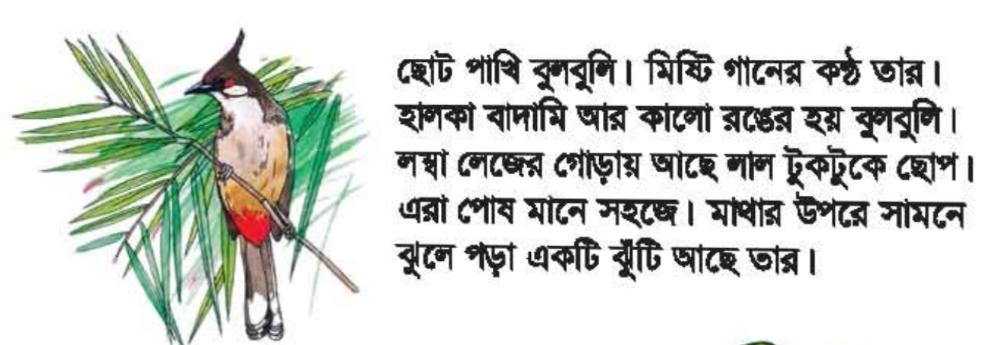 ছোট পাখি বুলবুলি। মিষ্টি গানের কণ্ঠ তার।
হালকা বাদামি আর কালো রঙের হয় বুলবুলি।
লম্বা লেজের গোড়ায় আছে লাল টুকটুকে ছোপ।
এরা পোষ মানে সহজে। মাথার উপরে সামনে
ঝুলে পড়া একটি ঝুঁটি আছে তার।